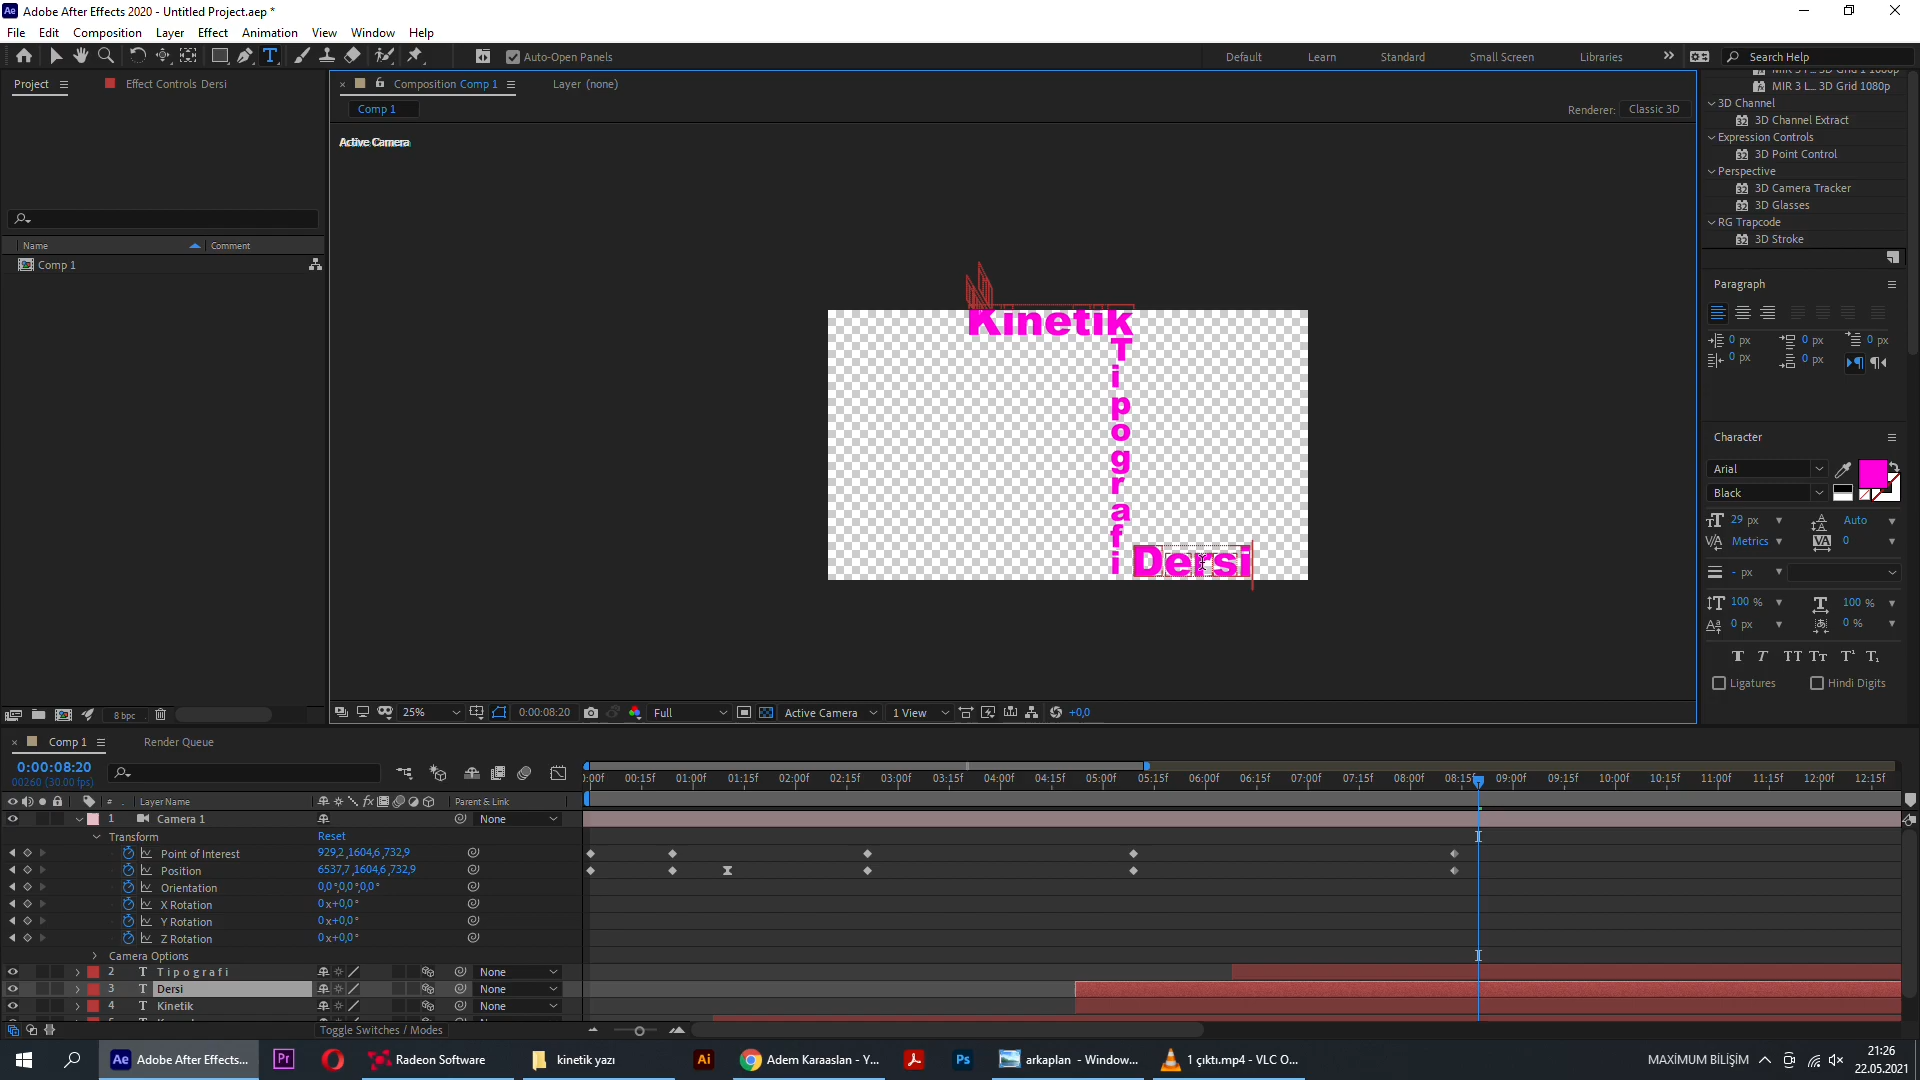 Adobe After Effects 2020 - Untitled Project.aep *
File Edit Composition Layer Effect Animation View Window Help
Auto-Open Panels
Default Learn Standard Small Screen Libraries
Search Help
Project
Effect Controls Dersi
Composition Comp 1
Layer (none)
Comp 1
Renderer: Classic 3D
Active Camera
MIR 3 L... 3D Grid 1080p
3D Channel
3D Channel Extract
Expression Controls
3D Point Control
Perspective
3D Camera Tracker
3D Glasses
RG Trapcode
3D Stroke
Name Comment
Comp 1
Kinetik
T
i
p
o
g
r
a
f
i
Dersi
Paragraph
0 px 0 px 0 px
0 px 0 px
Character
Arial
Black
29 px Auto
Metrics 0
- px
100 % 100 %
0 px 0 %
Ligatures Hindi Digits
8 bpc
25% 0:00:08:20 Full Active Camera 1 View +0,0
Comp 1
Render Queue
0:00:08:20
00260 (30.00 fps)
:00f 00:15f 01:00f 01:15f 02:00f 02:15f 03:00f 03:15f 04:00f 04:15f 05:00f 05:15f 06:00f 06:15f 07:00f 07:15f 08:00f 08:15f 09:00f 09:15f 10:00f 10:15f 11:00f 11:15f 12:00f 12:15f
# Layer Name Parent & Link
1 Camera 1 None
Transform Reset
Point of Interest 929,2 ,1604,6 ,732,9
Position 6537,7 ,1604,6 ,732,9
Orientation 0,0 °,0,0 °,0,0 °
X Rotation 0 x+0,0 °
Y Rotation 0 x+0,0 °
Z Rotation 0 x+0,0 °
Camera Options
2 T T i p o g r a f i None
3 T Dersi None
4 T Kinetik None
Toggle Switches / Modes
Adobe After Effects... Radeon Software kinetik yazı Adem Karaaslan - Y... arkaplan - Window... 1 çıktı.mp4 - VLC O...
MAXİMUM BİLİŞİM
21:26
22.05.2021